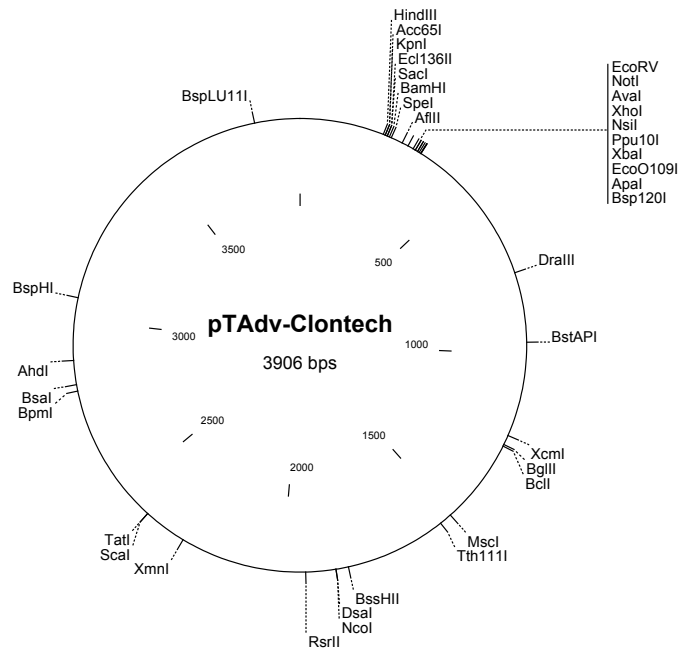 HindIII
Acc65I
KpnI
Ecl136II
SacI
BamHI
SpeI
AflII
EcoRV
NotI
AvaI
XhoI
NsiI
Ppu10I
XbaI
EcoO109I
ApaI
Bsp120I
BspLU11I
3500
500
DraIII
BspHI
3000
pTAdv-Clontech
3906 bps
1000
BstAPI
AhdI
BsaI
BpmI
2500
1500
2000
XcmI
BglII
BclI
TatI
ScaI
XmnI
MscI
Tth111I
BssHII
DsaI
NcoI
RsrII